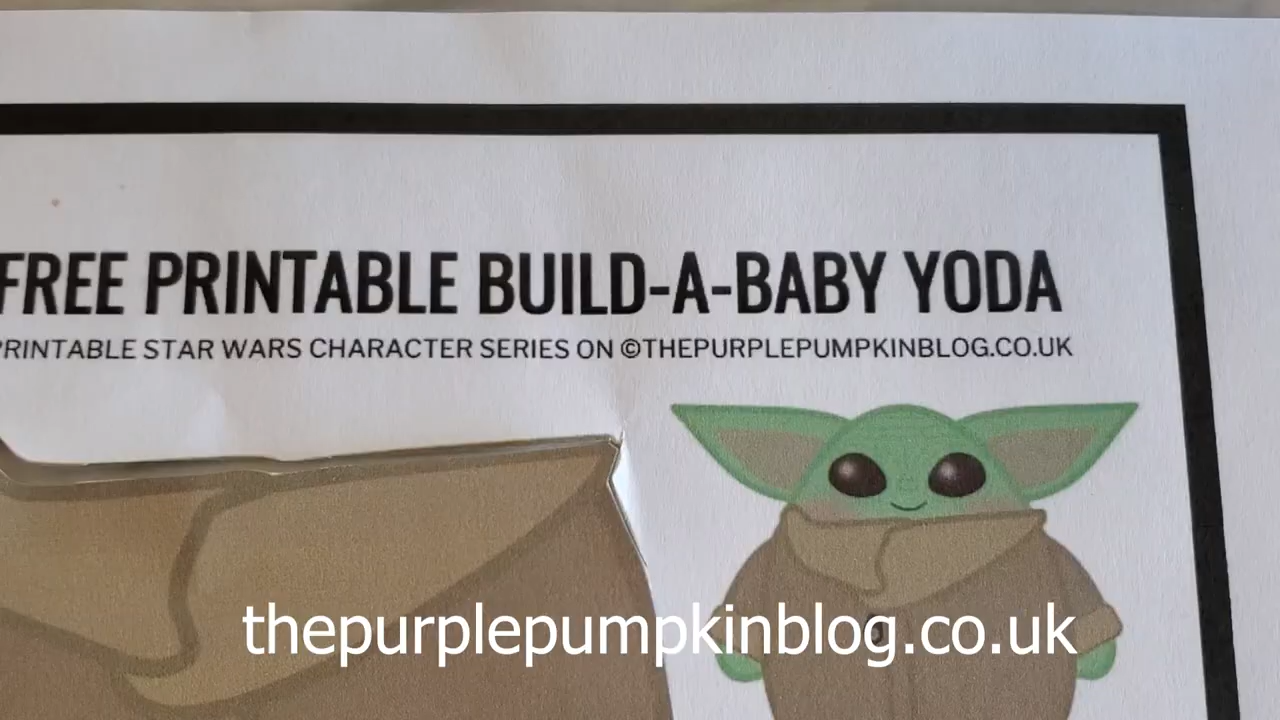 FREE PRINTABLE BUILD-A-BABY YODA
PRINTABLE STAR WARS CHARACTER SERIES ON ©THEPURPLEPUMPKINBLOG.CO.UK
thepurplepumpkinblog.co.uk